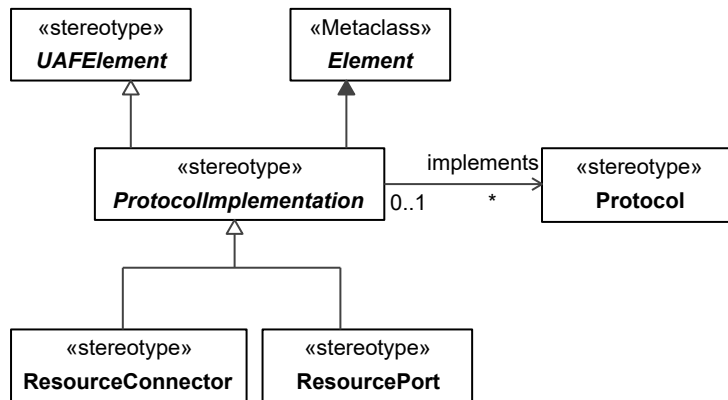 «stereotype»
UAFElement
«Metaclass»
Element
«stereotype»
ProtocolImplementation
implements
0..1
*
«stereotype»
Protocol
«stereotype»
ResourceConnector
«stereotype»
ResourcePort